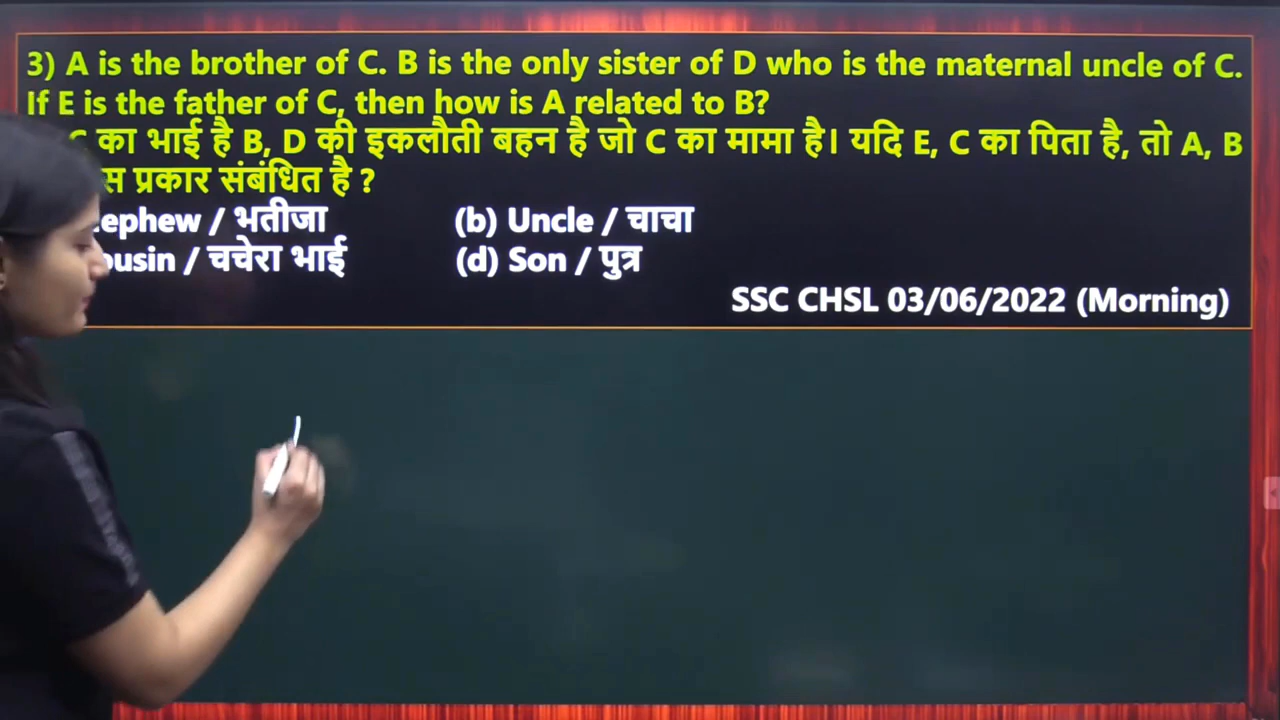 3) A is the brother of C. B is the only sister of D who is the maternal uncle of C.
If E is the father of C, then how is A related to B?
का भाई है B, D की इकलौती बहन है जो C का मामा है। यदि E, C का पिता है, तो A, B
प्रकार संबंधित है ?
/ भतीजा (b) Uncle / चाचा
/ चचेरा भाई (d) Son / पुत्र
SSC CHSL 03/06/2022 (Morning)